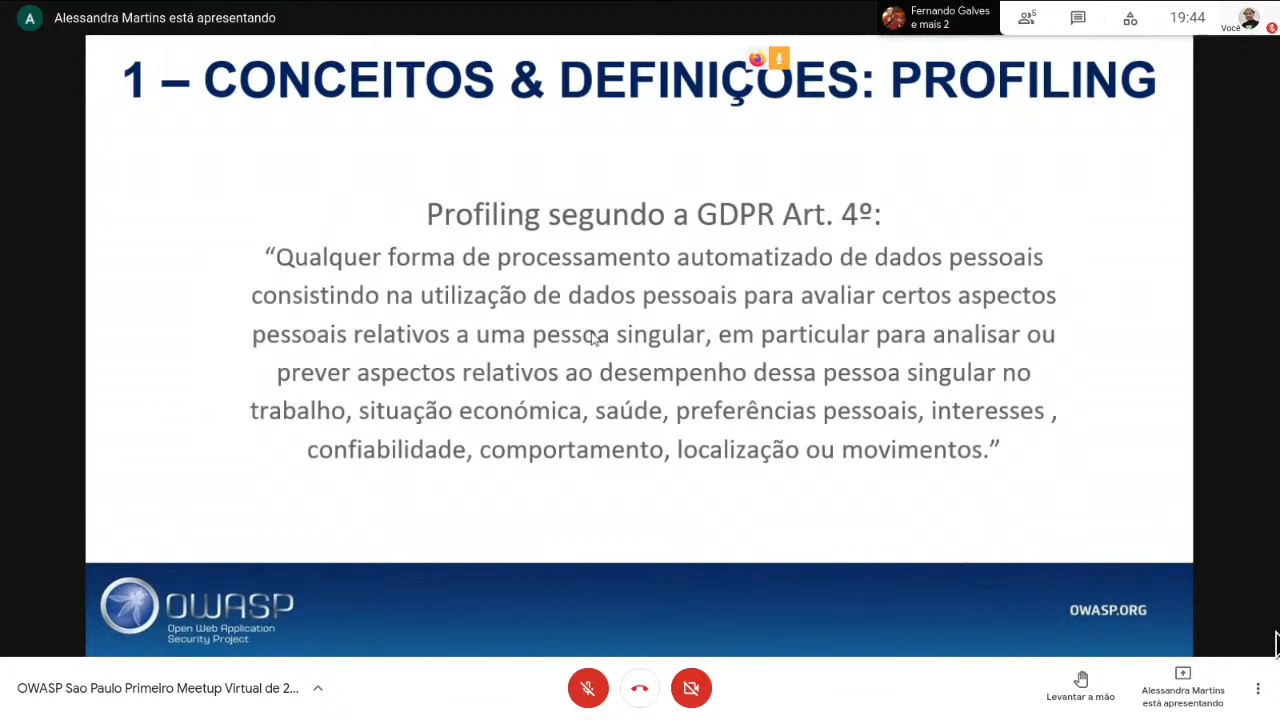 A
Alessandra Martins está apresentando
Fernando Galves
e mais 2
5
19:44
Você
1 – CONCEITOS & DEFINIÇÕES: PROFILING
Profiling segundo a GDPR Art. 4º:
“Qualquer forma de processamento automatizado de dados pessoais
consistindo na utilização de dados pessoais para avaliar certos aspectos
pessoais relativos a uma pessoa singular, em particular para analisar ou
prever aspectos relativos ao desempenho dessa pessoa singular no
trabalho, situação económica, saúde, preferências pessoais, interesses ,
confiabilidade, comportamento, localização ou movimentos.”
OWASP
Open Web Application
Security Project
OWASP.ORG
OWASP Sao Paulo Primeiro Meetup Virtual de 2...
Levantar a mão
Alessandra Martins
está apresentando